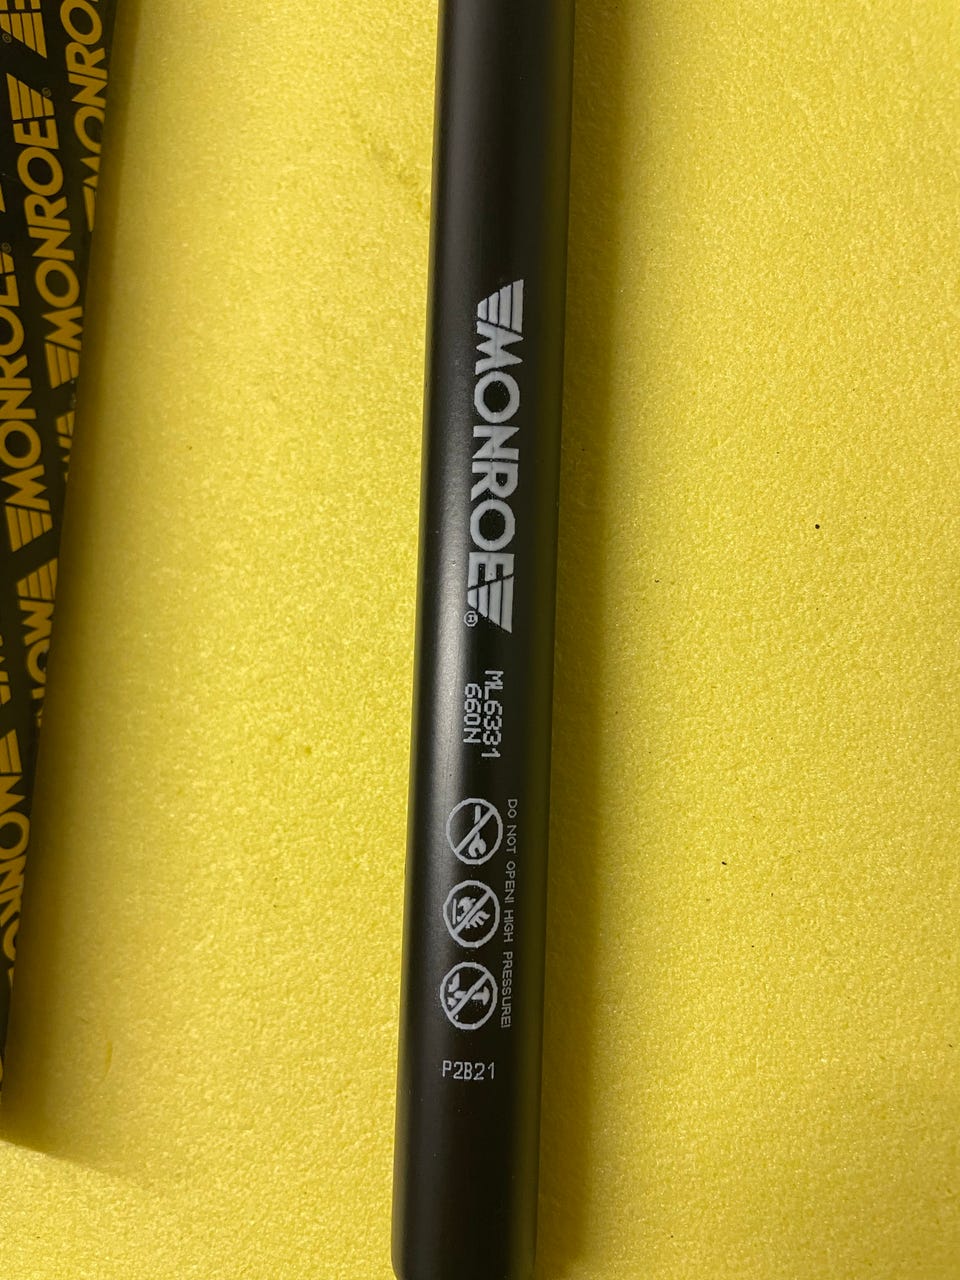 MONROE®
ML6331
660N
DO NOT OPEN! HIGH PRESSURE!
P2B21
MONROE
MONROE
MONROE
MONROE